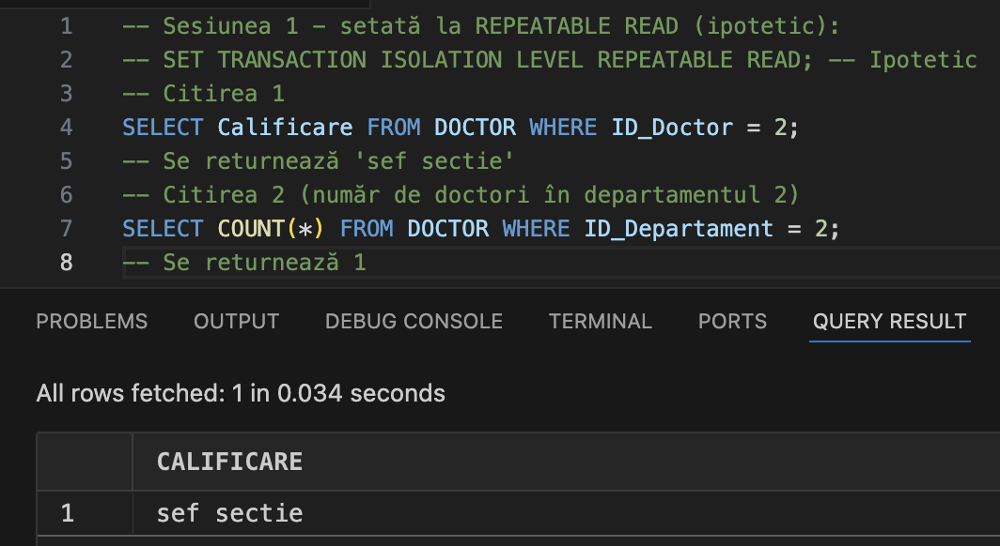 1 -- Sesiunea 1 - setată la REPEATABLE READ (ipotetic):
2 -- SET TRANSACTION ISOLATION LEVEL REPEATABLE READ; -- Ipotetic
3 -- Citirea 1
4 SELECT Calificare FROM DOCTOR WHERE ID_Doctor = 2;
5 -- Se returnează 'sef sectie'
6 -- Citirea 2 (număr de doctori în departamentul 2)
7 SELECT COUNT(*) FROM DOCTOR WHERE ID_Departament = 2;
8 -- Se returnează 1
PROBLEMS OUTPUT DEBUG CONSOLE TERMINAL PORTS QUERY RESULT
All rows fetched: 1 in 0.034 seconds
CALIFICARE
1 sef sectie